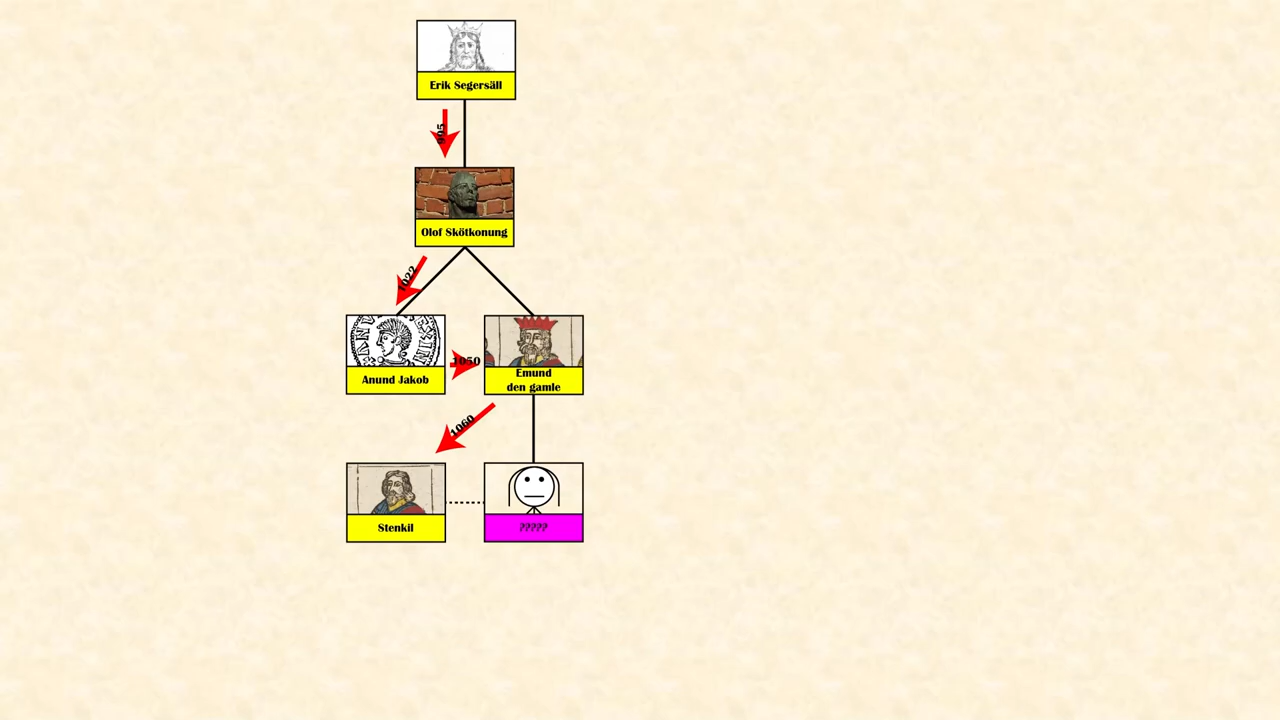 Erik Segersäll
995
Olof Skötkonung
1022
Anund Jakob
1050
Emund
den gamle
1060
Stenkil
?????